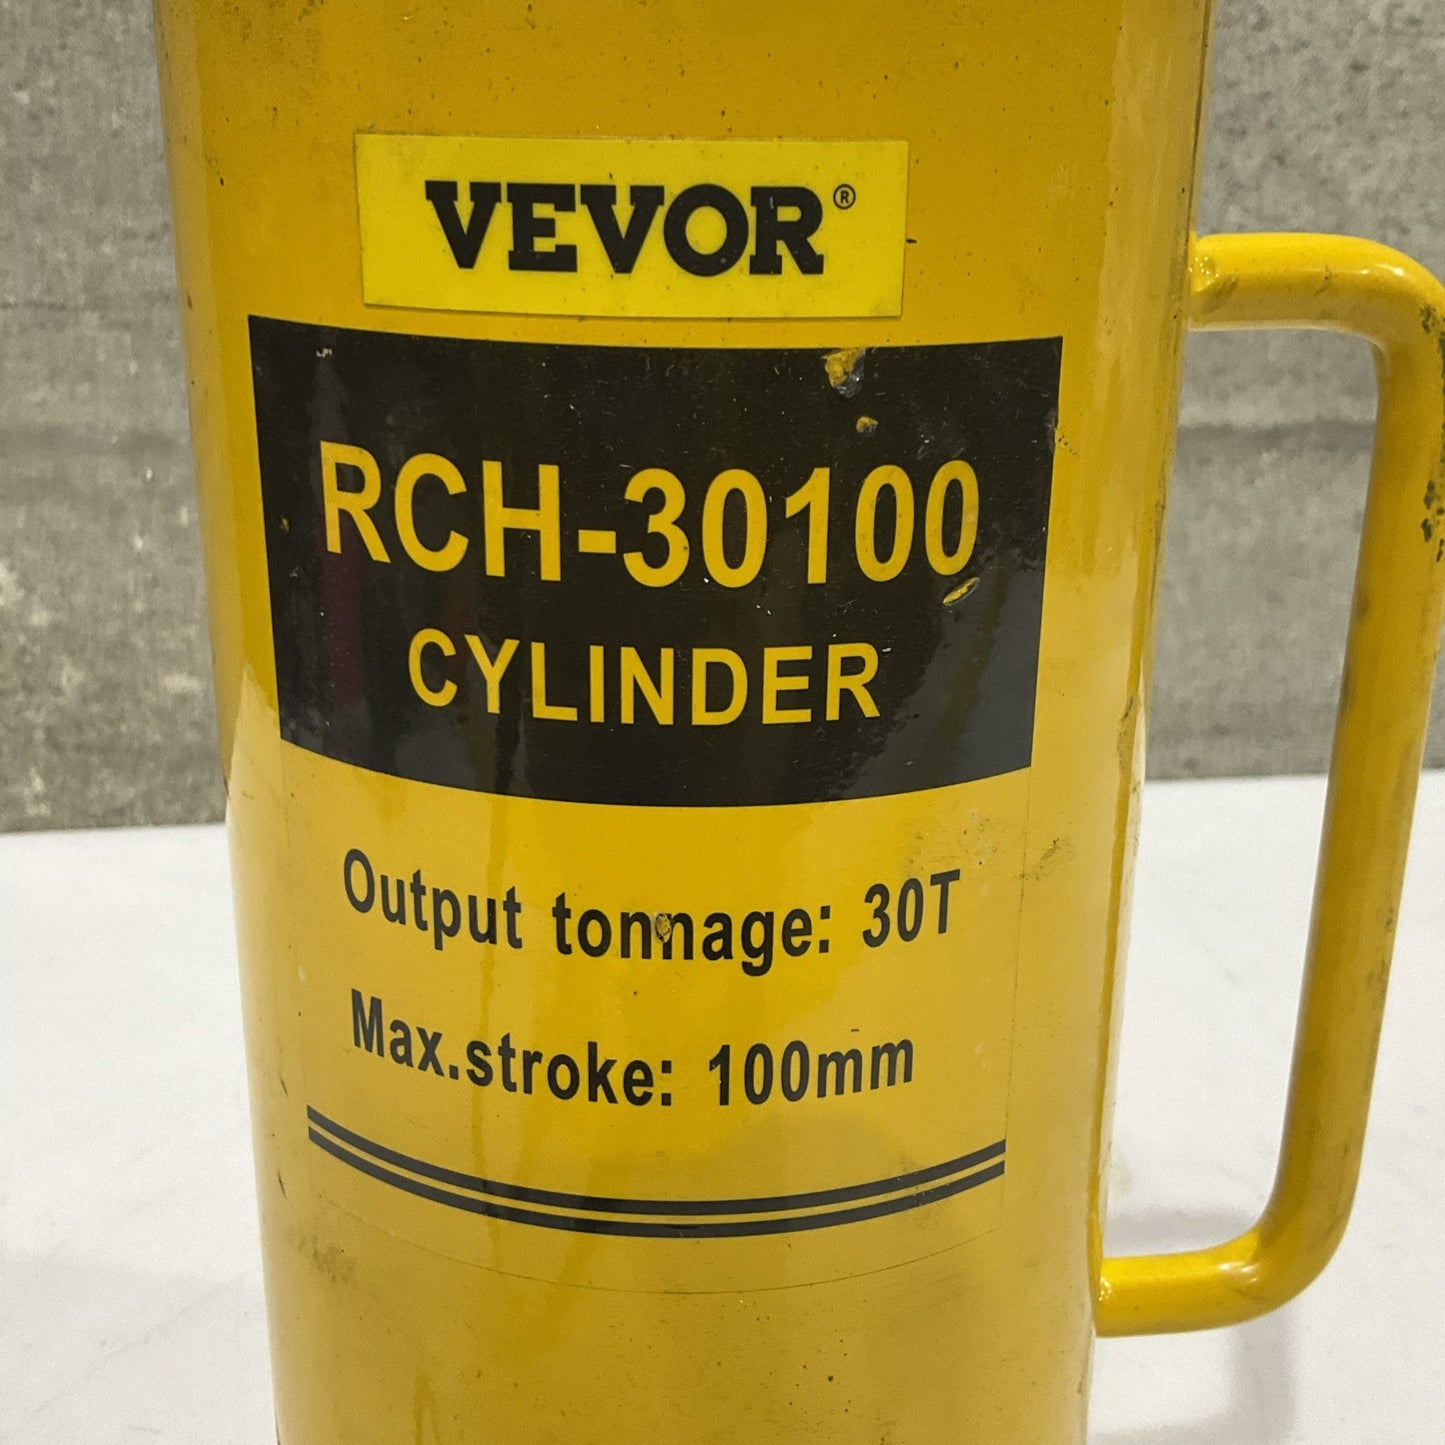 VEVOR®
RCH-30100
CYLINDER
Output tonnage: 30T
Max.stroke: 100mm